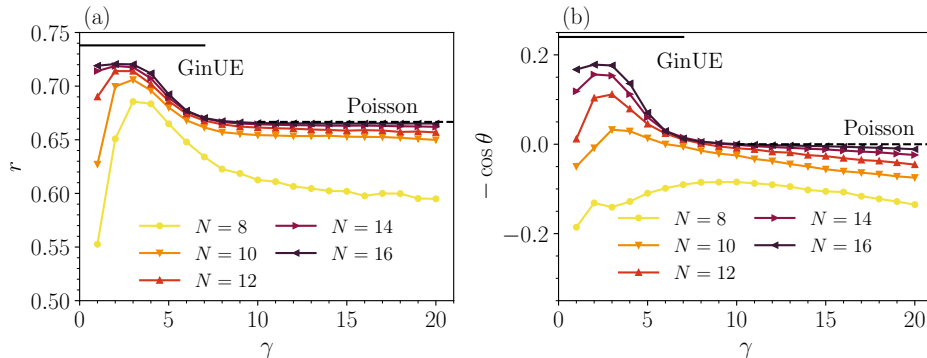 (a)
0.75
0.70
0.65
0.60
0.55
0.50
r
GinUE
Poisson
N = 8
N = 10
N = 12
N = 14
N = 16
0
5
10
15
20
γ
(b)
0.2
0.0
−0.2
− cos θ
GinUE
Poisson
N = 8
N = 10
N = 12
N = 14
N = 16
0
5
10
15
20
γ